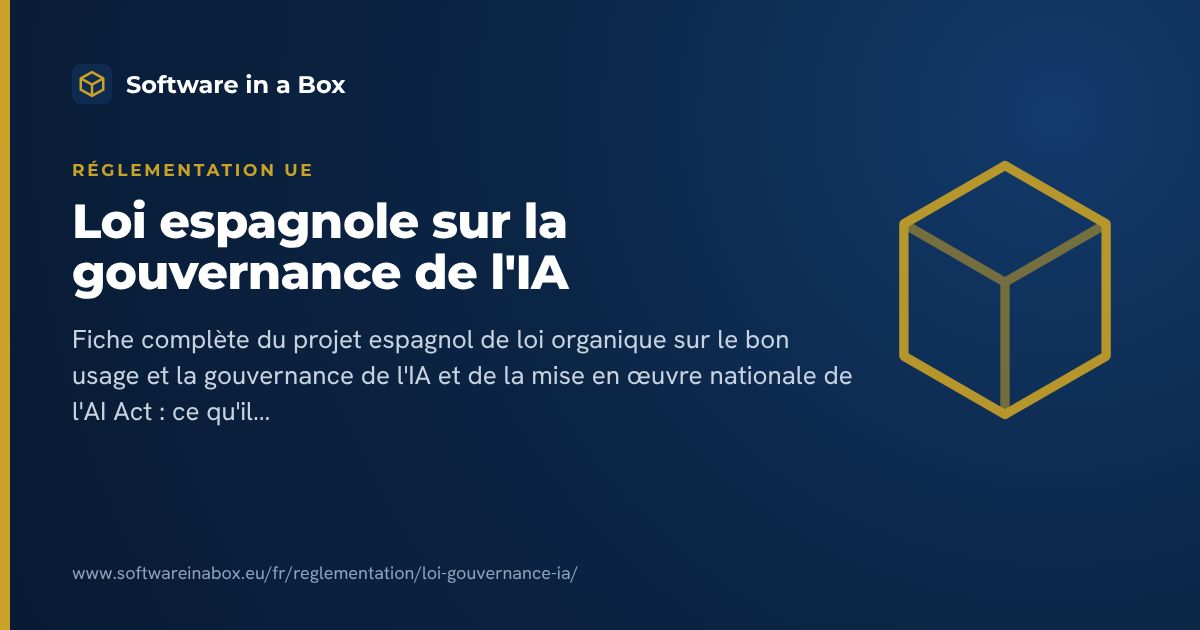 Software in a Box
RÉGLEMENTATION UE
Loi espagnole sur la
gouvernance de l'IA
Fiche complète du projet espagnol de loi organique sur le bon
usage et la gouvernance de l'IA et de la mise en œuvre nationale de
l'AI Act : ce qu'il...
www.softwareinabox.eu/fr/reglementation/loi-gouvernance-ia/